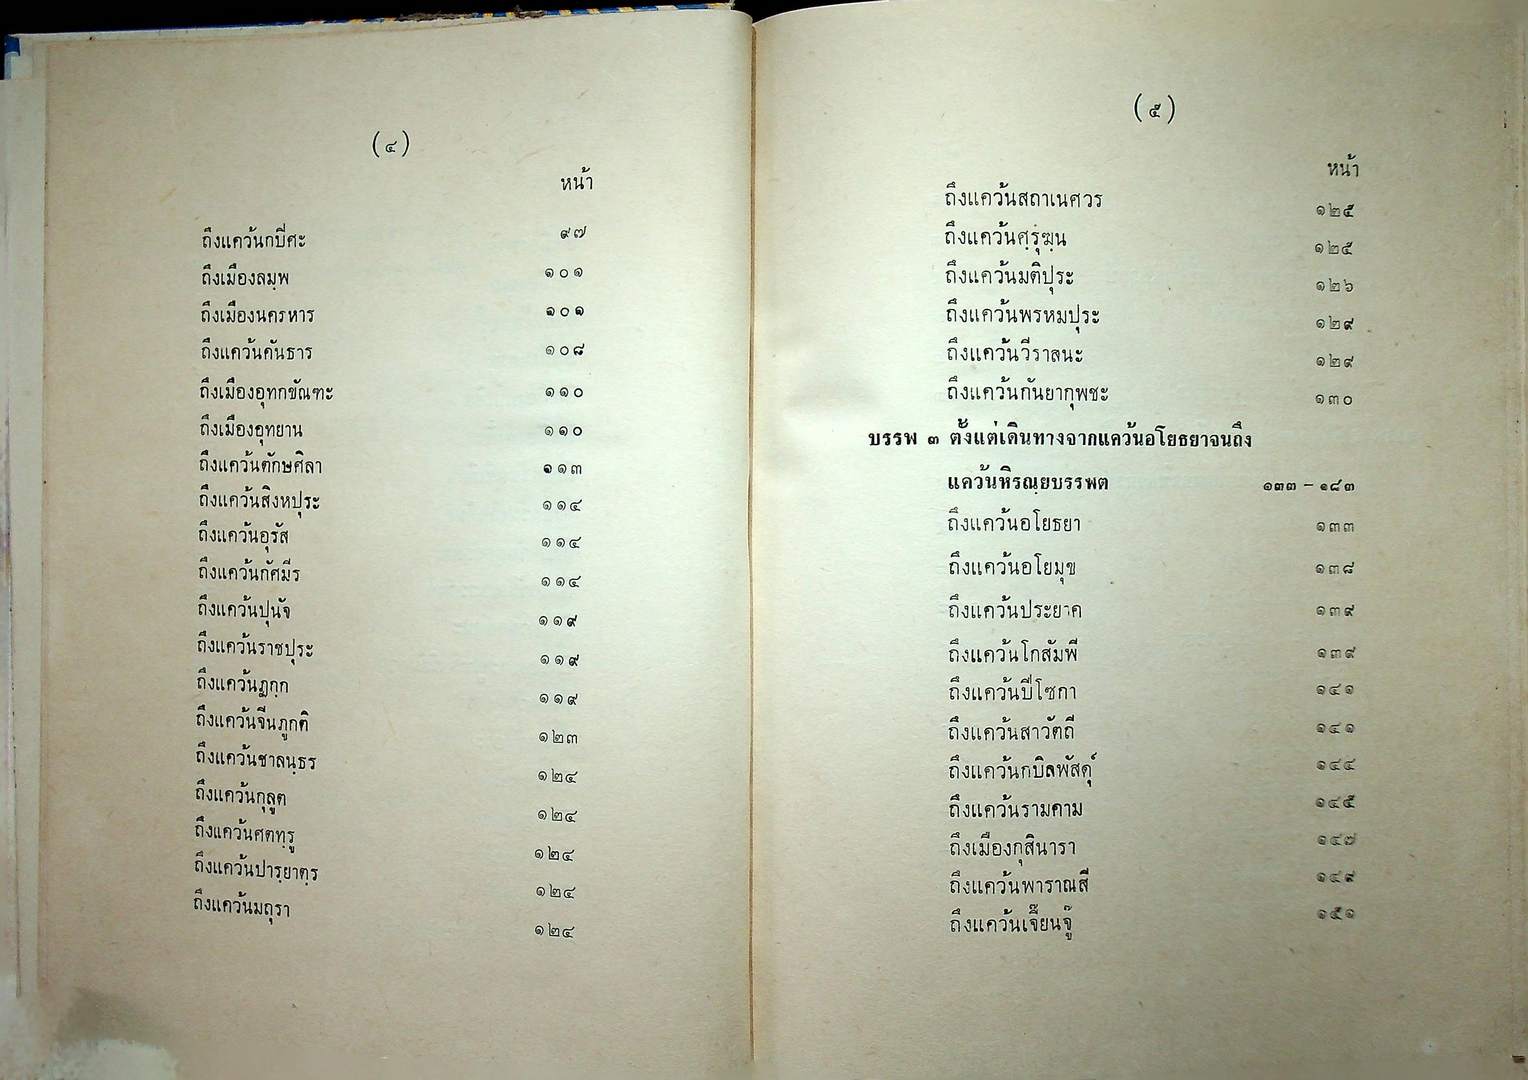 (๔)
หน้า
ถึงแคว้นกบี่ศะ ๙๗
ถึงเมืองลมฺพ ๑๐๑
ถึงเมืองนครหาร ๑๐๑
ถึงแคว้นคันธาร ๑๐๘
ถึงเมืองอุทกขัณฑะ ๑๑๐
ถึงเมืองอุทยาน ๑๑๐
ถึงแคว้นตักษศิลา ๑๑๓
ถึงแคว้นสิงหปุระ ๑๑๔
ถึงแคว้นอุรัส ๑๑๔
ถึงแคว้นกัศมีร ๑๑๔
ถึงแคว้นปุนัจ ๑๑๙
ถึงแคว้นราชปุระ ๑๑๙
ถึงแคว้นฏกฺก ๑๑๙
ถึงแคว้นจีนภุกติ ๑๒๓
ถึงแคว้นชาลนฺธร ๑๒๔
ถึงแคว้นกุลูต ๑๒๔
ถึงแคว้นศตทฺรู ๑๒๔
ถึงแคว้นปารฺยาตฺร ๑๒๔
ถึงแคว้นมถุรา ๑๒๔
(๕)
หน้า
ถึงแคว้นสถาเนศวร ๑๒๕
ถึงแคว้นศฺรุฆฺน ๑๒๕
ถึงแคว้นมติปุระ ๑๒๖
ถึงแคว้นพรหมปุระ ๑๒๙
ถึงแคว้นวีราสนะ ๑๒๙
ถึงแคว้นกันยากุพชะ ๑๓๐
บรรพ ๓ ตั้งแต่เดินทางจากแคว้นอโยธยาจนถึง
แคว้นหิรณฺยบรรพต ๑๓๓ – ๑๘๓
ถึงแคว้นอโยธยา ๑๓๓
ถึงแคว้นอโยมุข ๑๓๘
ถึงแคว้นประยาค ๑๓๙
ถึงแคว้นโกสัมพี ๑๓๙
ถึงแคว้นปีโซกา ๑๔๑
ถึงแคว้นสาวัตถี ๑๔๑
ถึงแคว้นกบิลพัสดุ์ ๑๔๔
ถึงแคว้นรามคาม ๑๔๕
ถึงเมืองกุสินารา ๑๔๗
ถึงแคว้นพาราณสี ๑๔๙
ถึงแคว้นเจี๊ยนจู๊ ๑๕๑